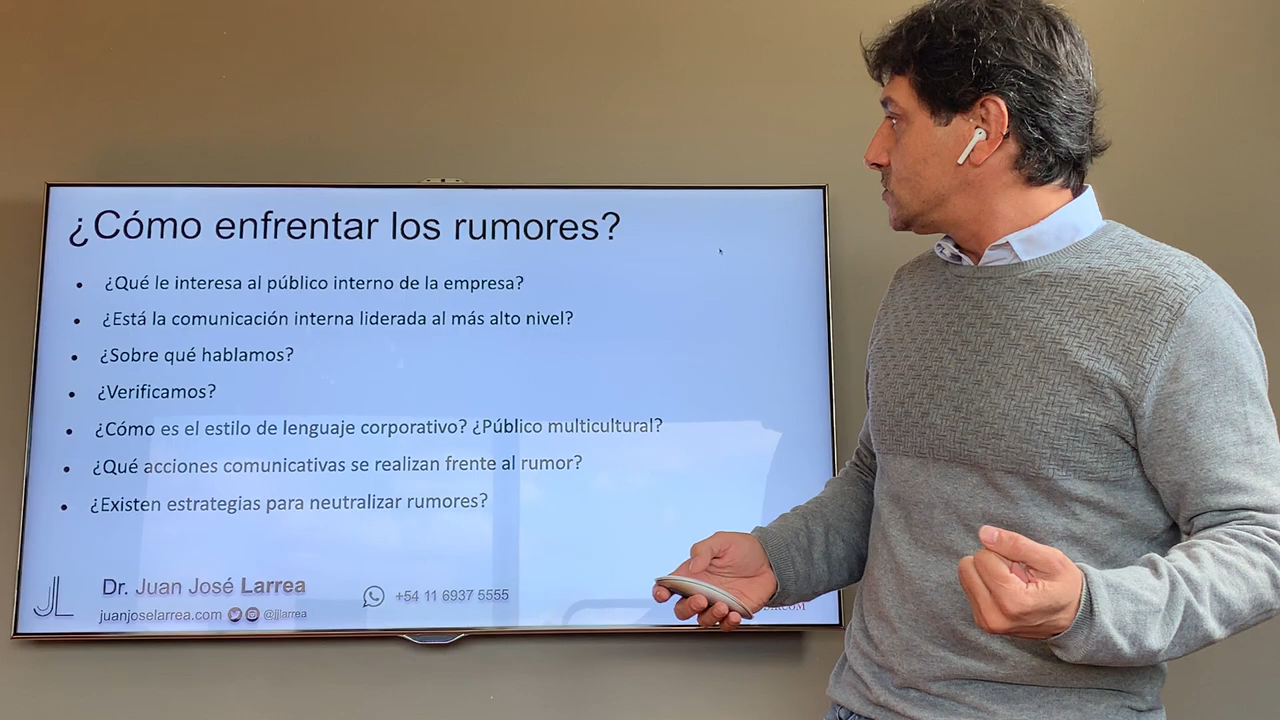 ¿Cómo enfrentar los rumores?
• ¿Qué le interesa al público interno de la empresa?
• ¿Está la comunicación interna liderada al más alto nivel?
• ¿Sobre qué hablamos?
• ¿Verificamos?
• ¿Cómo es el estilo de lenguaje corporativo? ¿Público multicultural?
• ¿Qué acciones comunicativas se realizan frente al rumor?
• ¿Existen estrategias para neutralizar rumores?
JL
Dr. Juan José Larrea
+54 11 6937 5555
juanjoselarrea.com @jjlarrea